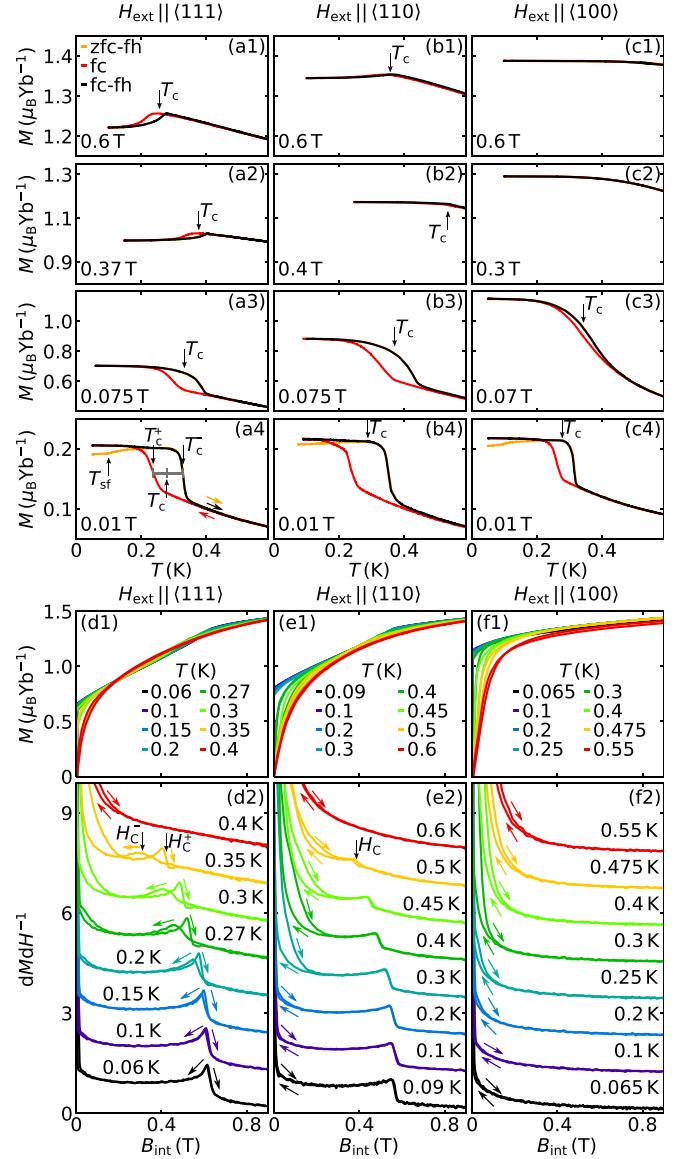 H_ext || ⟨111⟩ H_ext || ⟨110⟩ H_ext || ⟨100⟩
zfc-fh
fc
fc-fh
(a1)
T_c
0.6 T
(b1)
T_c
0.6 T
(c1)
0.6 T
1.4
1.3
1.2
M (μ_B Yb⁻¹)
(a2)
T_c
0.37 T
(b2)
T_c
0.4 T
(c2)
0.3 T
1.3
1.1
0.9
M (μ_B Yb⁻¹)
(a3)
T_c
0.075 T
(b3)
T_c
0.075 T
(c3)
T_c
0.07 T
1.0
0.8
0.6
M (μ_B Yb⁻¹)
(a4)
T_c⁺
T_c⁻
T_sf
T_c
0.01 T
(b4)
T_c
0.01 T
(c4)
T_c
0.01 T
0.2
0.1
M (μ_B Yb⁻¹)
0 0.4 0 0.4 0 0.4 0.8
T (K) T (K) T (K)
H_ext || ⟨111⟩ H_ext || ⟨110⟩ H_ext || ⟨100⟩
(d1)
T (K)
0.06 0.27
0.1 0.3
0.15 0.35
0.2 0.4
(e1)
T (K)
0.09 0.4
0.1 0.45
0.2 0.5
0.3 0.6
(f1)
T (K)
0.065 0.3
0.1 0.4
0.2 0.475
0.25 0.55
1.5
1.0
0.5
0
M (μ_B Yb⁻¹)
(d2)
0.4 K
H_C⁻
H_C⁺
0.35 K
0.3 K
0.27 K
0.2 K
0.15 K
0.1 K
0.06 K
(e2)
0.6 K
H_C
0.5 K
0.45 K
0.4 K
0.3 K
0.2 K
0.1 K
0.09 K
(f2)
0.55 K
0.475 K
0.4 K
0.3 K
0.25 K
0.2 K
0.1 K
0.065 K
9
6
3
0
dMdH⁻¹
0 0.4 0 0.4 0 0.4 0.8
B_int (T) B_int (T) B_int (T)